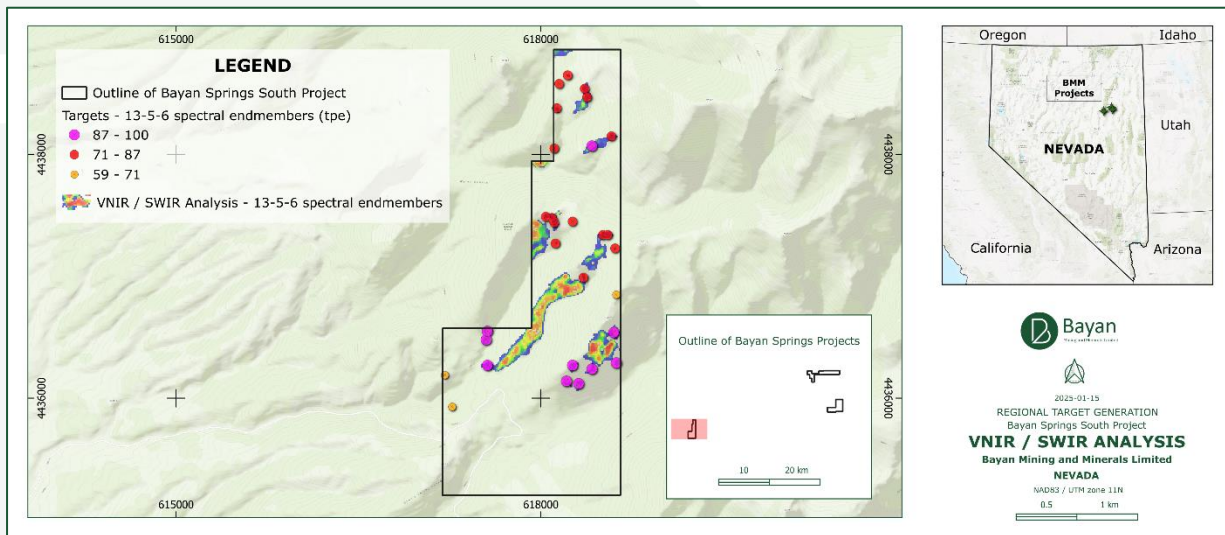 615000
618000
LEGEND
Outline of Bayan Springs South Project
Targets - 13-5-6 spectral endmembers (tpe)
87 - 100
71 - 87
59 - 71
VNIR / SWIR Analysis - 13-5-6 spectral endmembers
4438000
4438000
4436000
4436000
615000
618000
Outline of Bayan Springs Projects
10 20 km
Oregon
Idaho
BMM
Projects
Utah
NEVADA
California
Arizona
Bayan
Mining and Minerals Limited
2025-01-15
REGIONAL TARGET GENERATION
Bayan Springs South Project
VNIR / SWIR ANALYSIS
Bayan Mining and Minerals Limited
NEVADA
NAD83 / UTM zone 11N
0.5 1 km